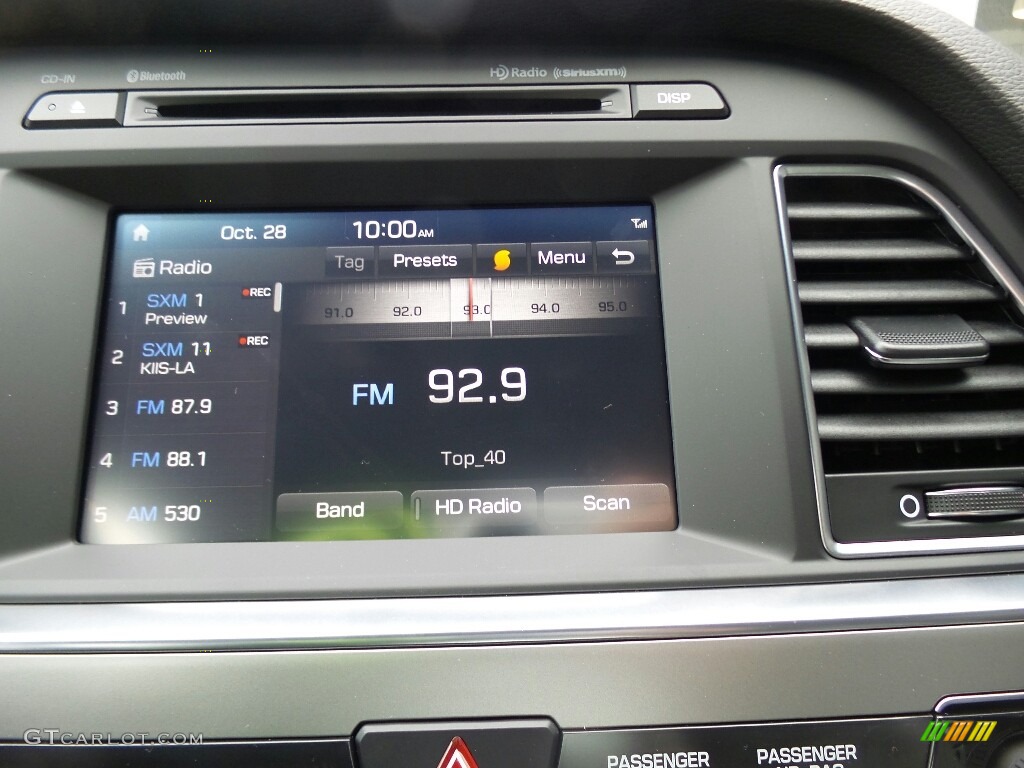 CD-IN Bluetooth HD Radio ((SiriusXM))
DISP
Oct. 28 10:00 AM
Radio Tag Presets Menu
1 SXM 1 REC
Preview
2 SXM 11 REC
KIIS-LA
3 FM 87.9
4 FM 88.1
5 AM 530
91.0 92.0 93.0 94.0 95.0
FM 92.9
Top_40
Band HD Radio Scan
PASSENGER PASSENGER
GTCARLOT.COM